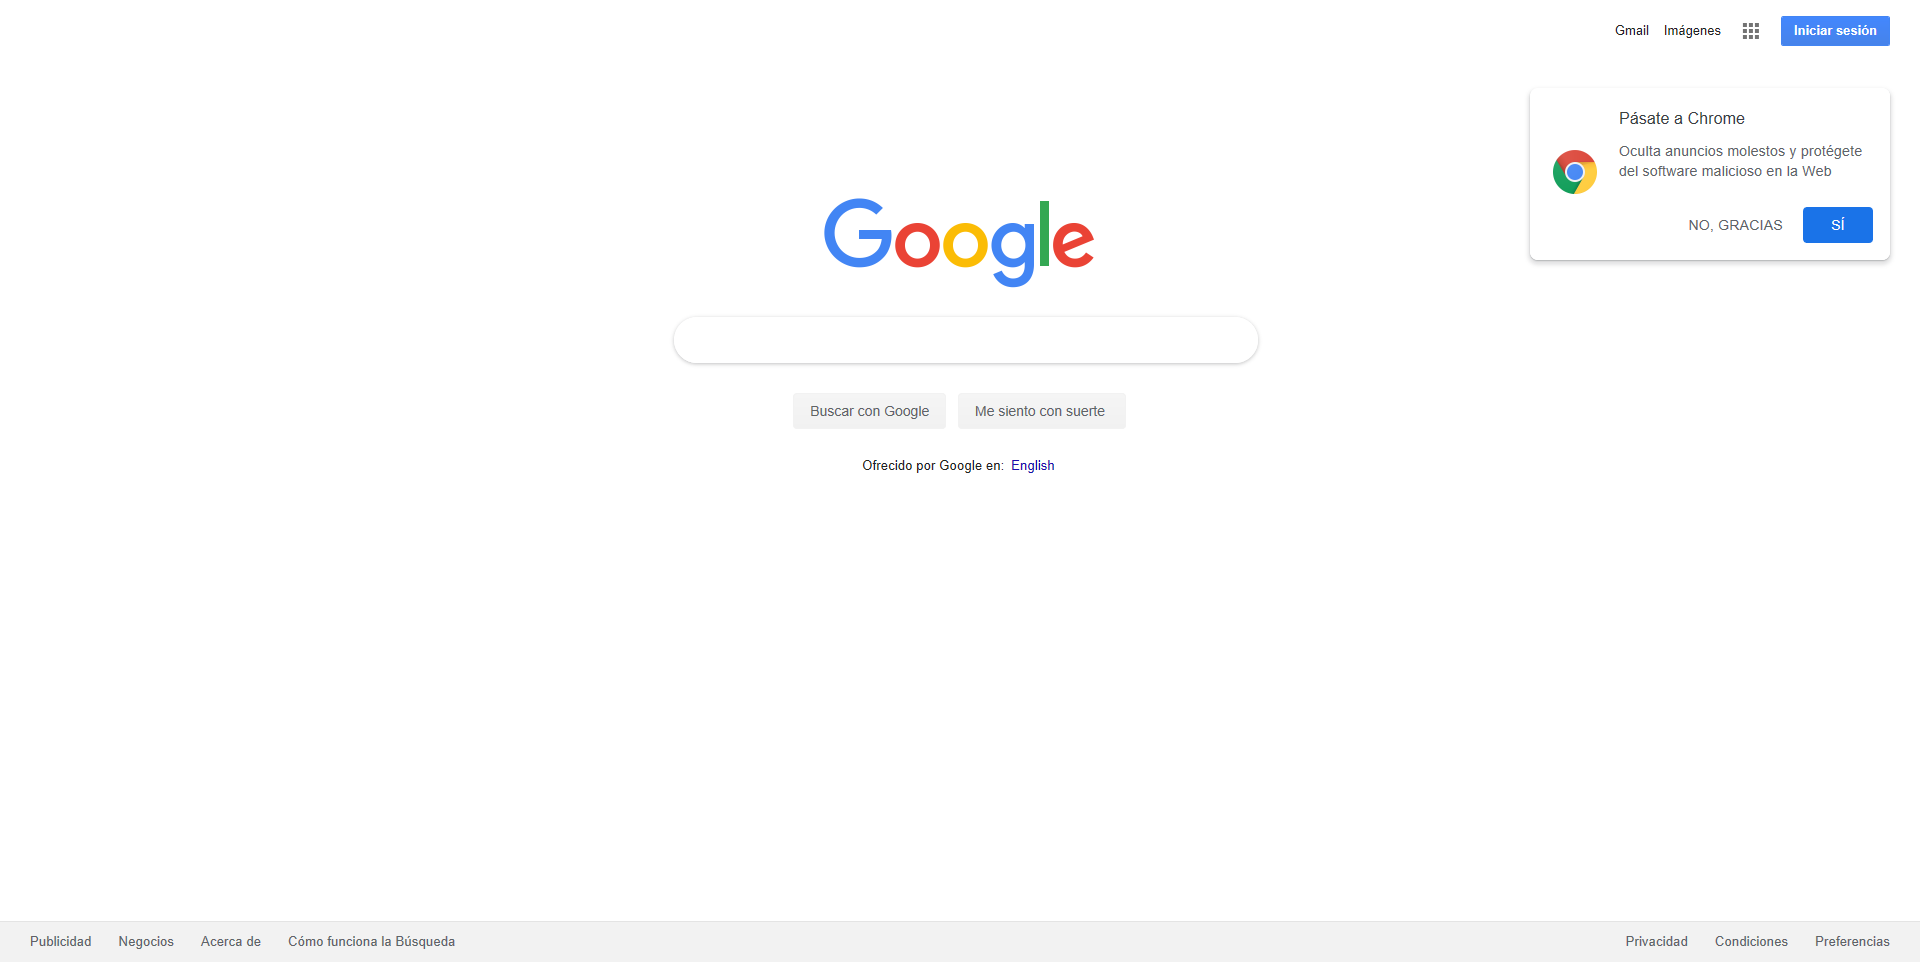 Gmail Imágenes Iniciar sesión
Pásate a Chrome
Oculta anuncios molestos y protégete
del software malicioso en la Web
NO, GRACIAS SÍ
Google
Buscar con Google Me siento con suerte
Ofrecido por Google en: English
Publicidad Negocios Acerca de Cómo funciona la Búsqueda Privacidad Condiciones Preferencias